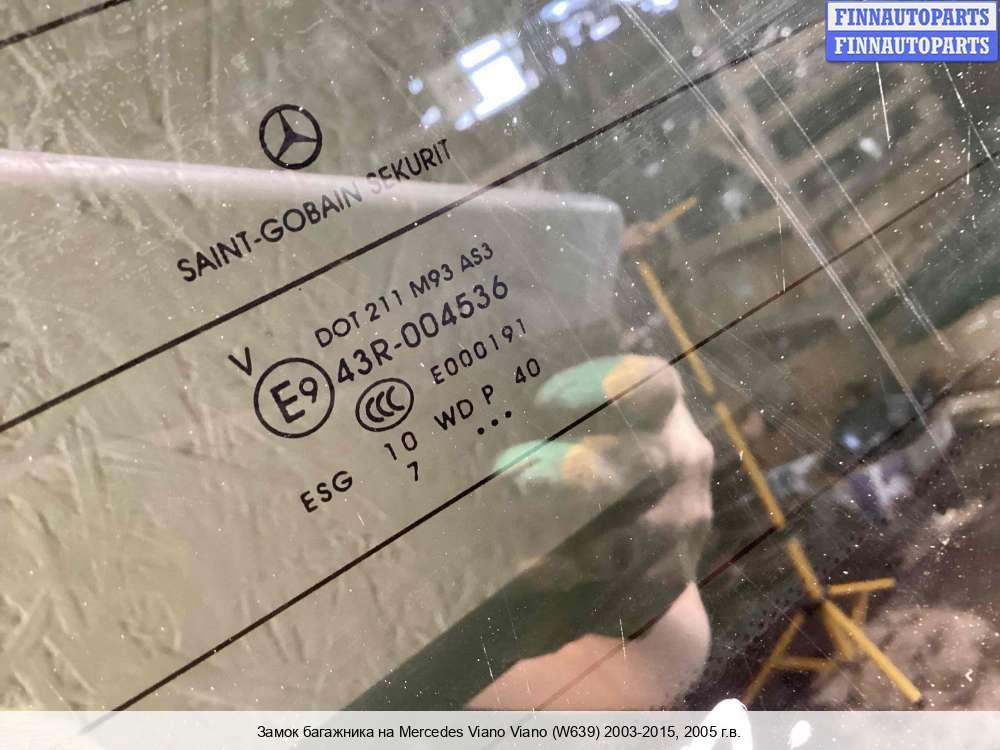 FINNAUTOPARTS
FINNAUTOPARTS
SAINT-GOBAIN SEKURIT
V
DOT 211 M93 AS3
E9 43R-004536
CCC E000191
ESG 10 WD P 40
7 •••
Замок багажника на Mercedes Viano Viano (W639) 2003-2015, 2005 г.в.